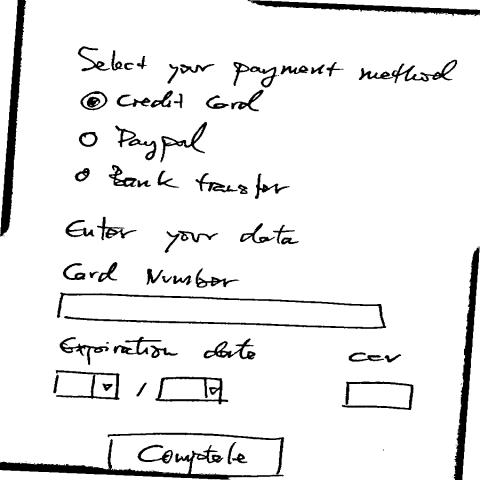 Select your payment method
Credit Card
Paypal
Bank transfer
Enter your data
Card Number
Expiration date ccv
/
Complete